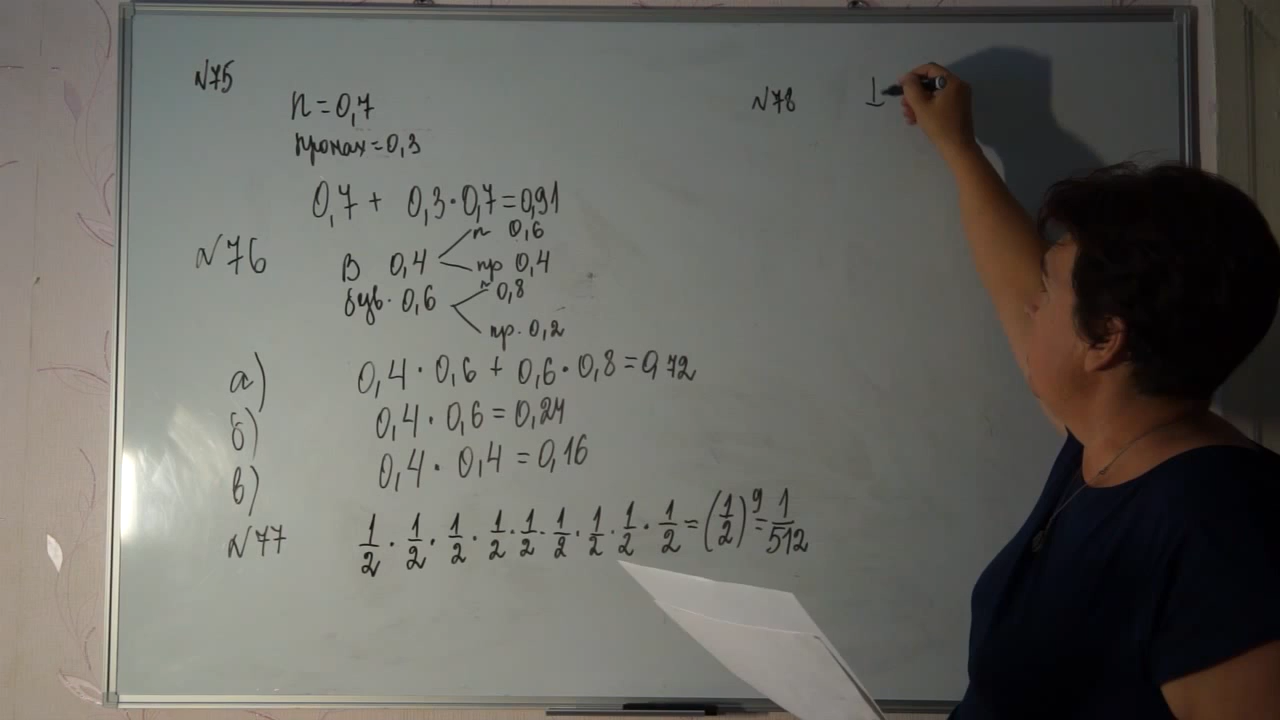 №75
п = 0,7
промах = 0,3
0,7 + 0,3 · 0,7 = 0,91
№76
В 0,4
п 0,6
пр 0,4
був. 0,6
п 0,8
пр. 0,2
а) 0,4 · 0,6 + 0,6 · 0,8 = 0,72
б) 0,4 · 0,6 = 0,24
в) 0,4 · 0,4 = 0,16
№77 1/2 · 1/2 · 1/2 · 1/2 · 1/2 · 1/2 · 1/2 · 1/2 · 1/2 = (1/2)^9 = 1/512
№78